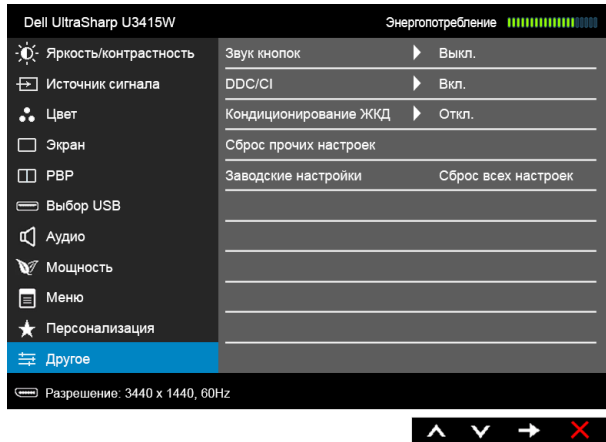 Dell UltraSharp U3415W
Энергопотребление
Яркость/контрастность
Звук кнопок
Выкл.
Источник сигнала
DDC/CI
Вкл.
Цвет
Кондиционирование ЖКД
Откл.
Экран
Сброс прочих настроек
PBP
Заводские настройки
Сброс всех настроек
Выбор USB
Аудио
Мощность
Меню
Персонализация
Другое
Разрешение: 3440 x 1440, 60Hz